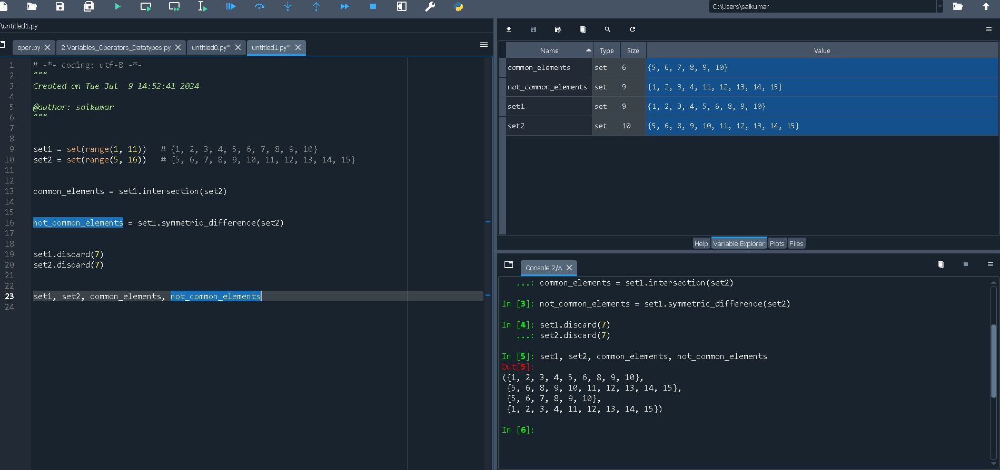 C:\Users\saikumar
\untitled1.py
oper.py
2.Variables_Operators_Datatypes.py
untitled0.py*
untitled1.py*
1 # -*- coding: utf-8 -*-
2 """
3 Created on Tue Jul  9 14:52:41 2024
4
5 @author: saikumar
6 """
7
8
9 set1 = set(range(1, 11))   # {1, 2, 3, 4, 5, 6, 7, 8, 9, 10}
10 set2 = set(range(5, 16))   # {5, 6, 7, 8, 9, 10, 11, 12, 13, 14, 15}
11
12
13 common_elements = set1.intersection(set2)
14
15
16 not_common_elements = set1.symmetric_difference(set2)
17
18
19 set1.discard(7)
20 set2.discard(7)
21
22
23 set1, set2, common_elements, not_common_elements
24
Name Type Size Value
common_elements set 6 {5, 6, 7, 8, 9, 10}
not_common_elements set 9 {1, 2, 3, 4, 11, 12, 13, 14, 15}
set1 set 9 {1, 2, 3, 4, 5, 6, 8, 9, 10}
set2 set 10 {5, 6, 8, 9, 10, 11, 12, 13, 14, 15}
Help Variable Explorer Plots Files
Console 2/A
...: common_elements = set1.intersection(set2)
In [3]: not_common_elements = set1.symmetric_difference(set2)
In [4]: set1.discard(7)
...: set2.discard(7)
In [5]: set1, set2, common_elements, not_common_elements
Out[5]:
({1, 2, 3, 4, 5, 6, 8, 9, 10},
{5, 6, 8, 9, 10, 11, 12, 13, 14, 15},
{5, 6, 7, 8, 9, 10},
{1, 2, 3, 4, 11, 12, 13, 14, 15})
In [6]: